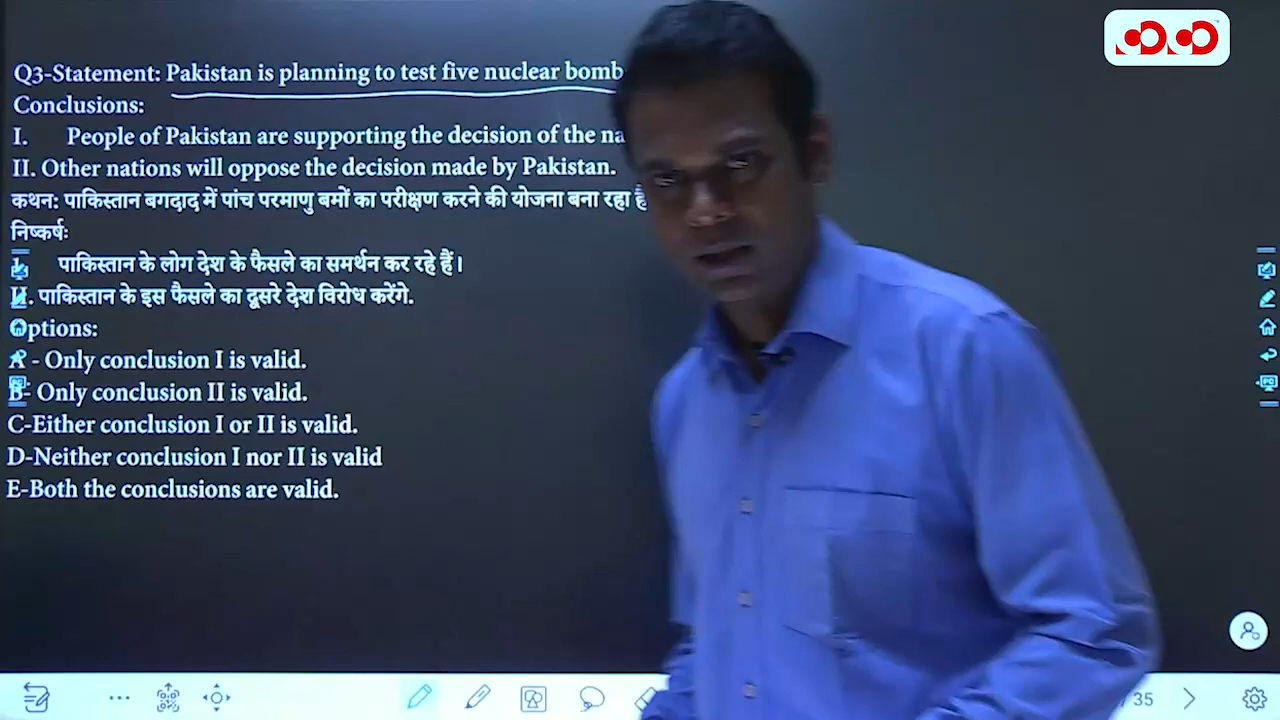 Q3-Statement: Pakistan is planning to test five nuclear bomb
Conclusions:
I. People of Pakistan are supporting the decision of the na
II. Other nations will oppose the decision made by Pakistan.
कथन: पाकिस्तान बगदाद में पांच परमाणु बमों का परीक्षण करने की योजना बना रहा है
निष्कर्षः
I. पाकिस्तान के लोग देश के फैसले का समर्थन कर रहे हैं।
II. पाकिस्तान के इस फैसले का दूसरे देश विरोध करेंगे.
Options:
A - Only conclusion I is valid.
B- Only conclusion II is valid.
C-Either conclusion I or II is valid.
D-Neither conclusion I nor II is valid
E-Both the conclusions are valid.
/ 35